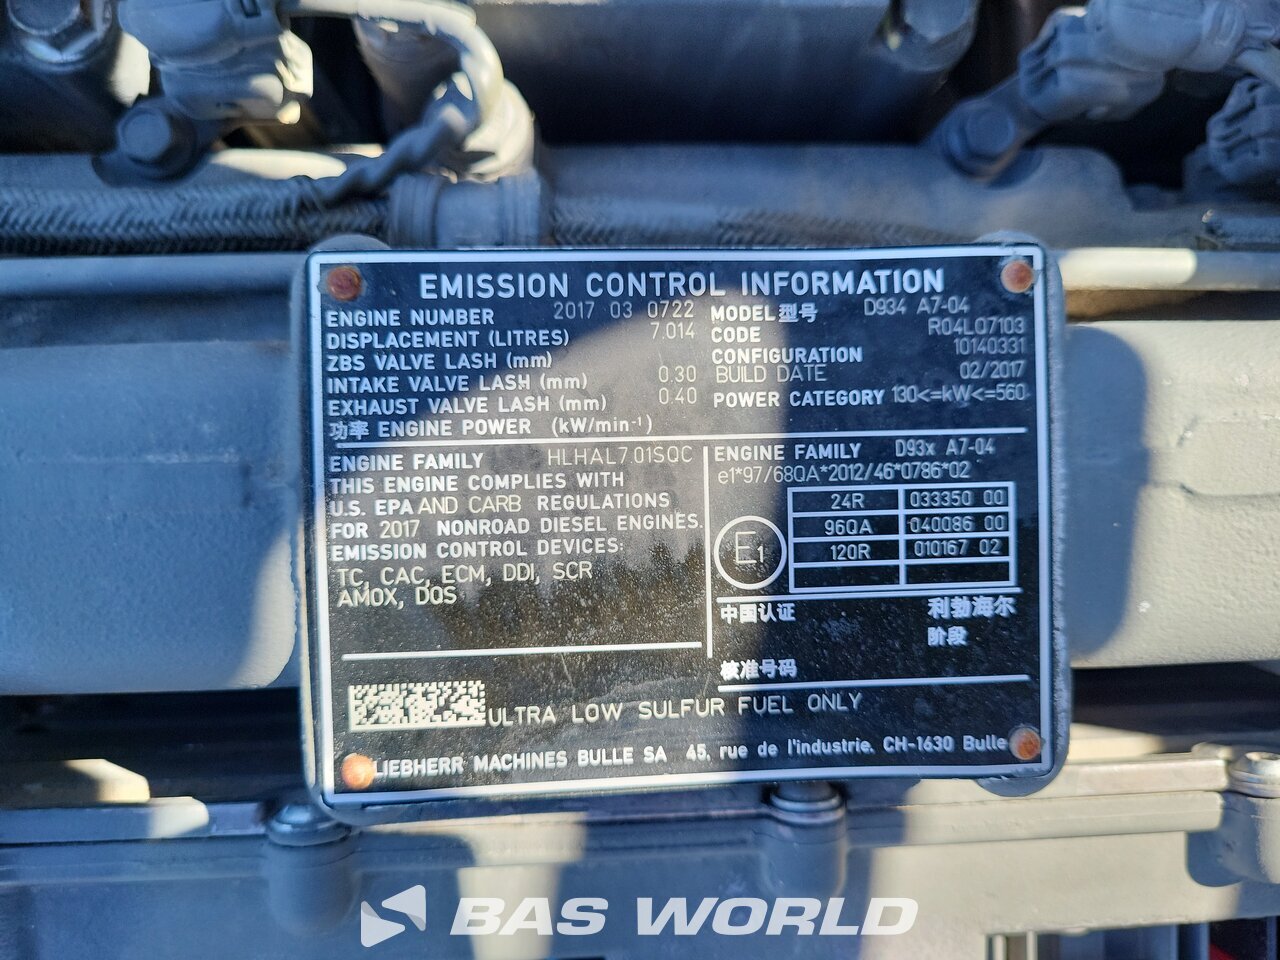 EMISSION CONTROL INFORMATION
ENGINE NUMBER 2017 03 0722
DISPLACEMENT (LITRES) 7.014
ZBS VALVE LASH (mm)
INTAKE VALVE LASH (mm) 0.30
EXHAUST VALVE LASH (mm) 0.40
功率 ENGINE POWER (kW/min⁻¹)
MODEL型号 D934 A7-04
CODE R04L07103
CONFIGURATION 10140331
BUILD DATE 02/2017
POWER CATEGORY 130<=kW<=560
ENGINE FAMILY HLHAL7.01SQC
THIS ENGINE COMPLIES WITH
U.S. EPA AND CARB REGULATIONS
FOR 2017 NONROAD DIESEL ENGINES.
EMISSION CONTROL DEVICES:
TC, CAC, ECM, DDI, SCR
AMOX, DOS
ENGINE FAMILY D93x A7-04
e1*97/68QA*2012/46*0786*02
E1
24R 033350 00
96QA 040086 00
120R 010167 02
中国认证 利勃海尔
阶段
核准号码
ULTRA LOW SULFUR FUEL ONLY
LIEBHERR MACHINES BULLE SA 45, rue de l'industrie. CH-1630 Bulle
BAS WORLD